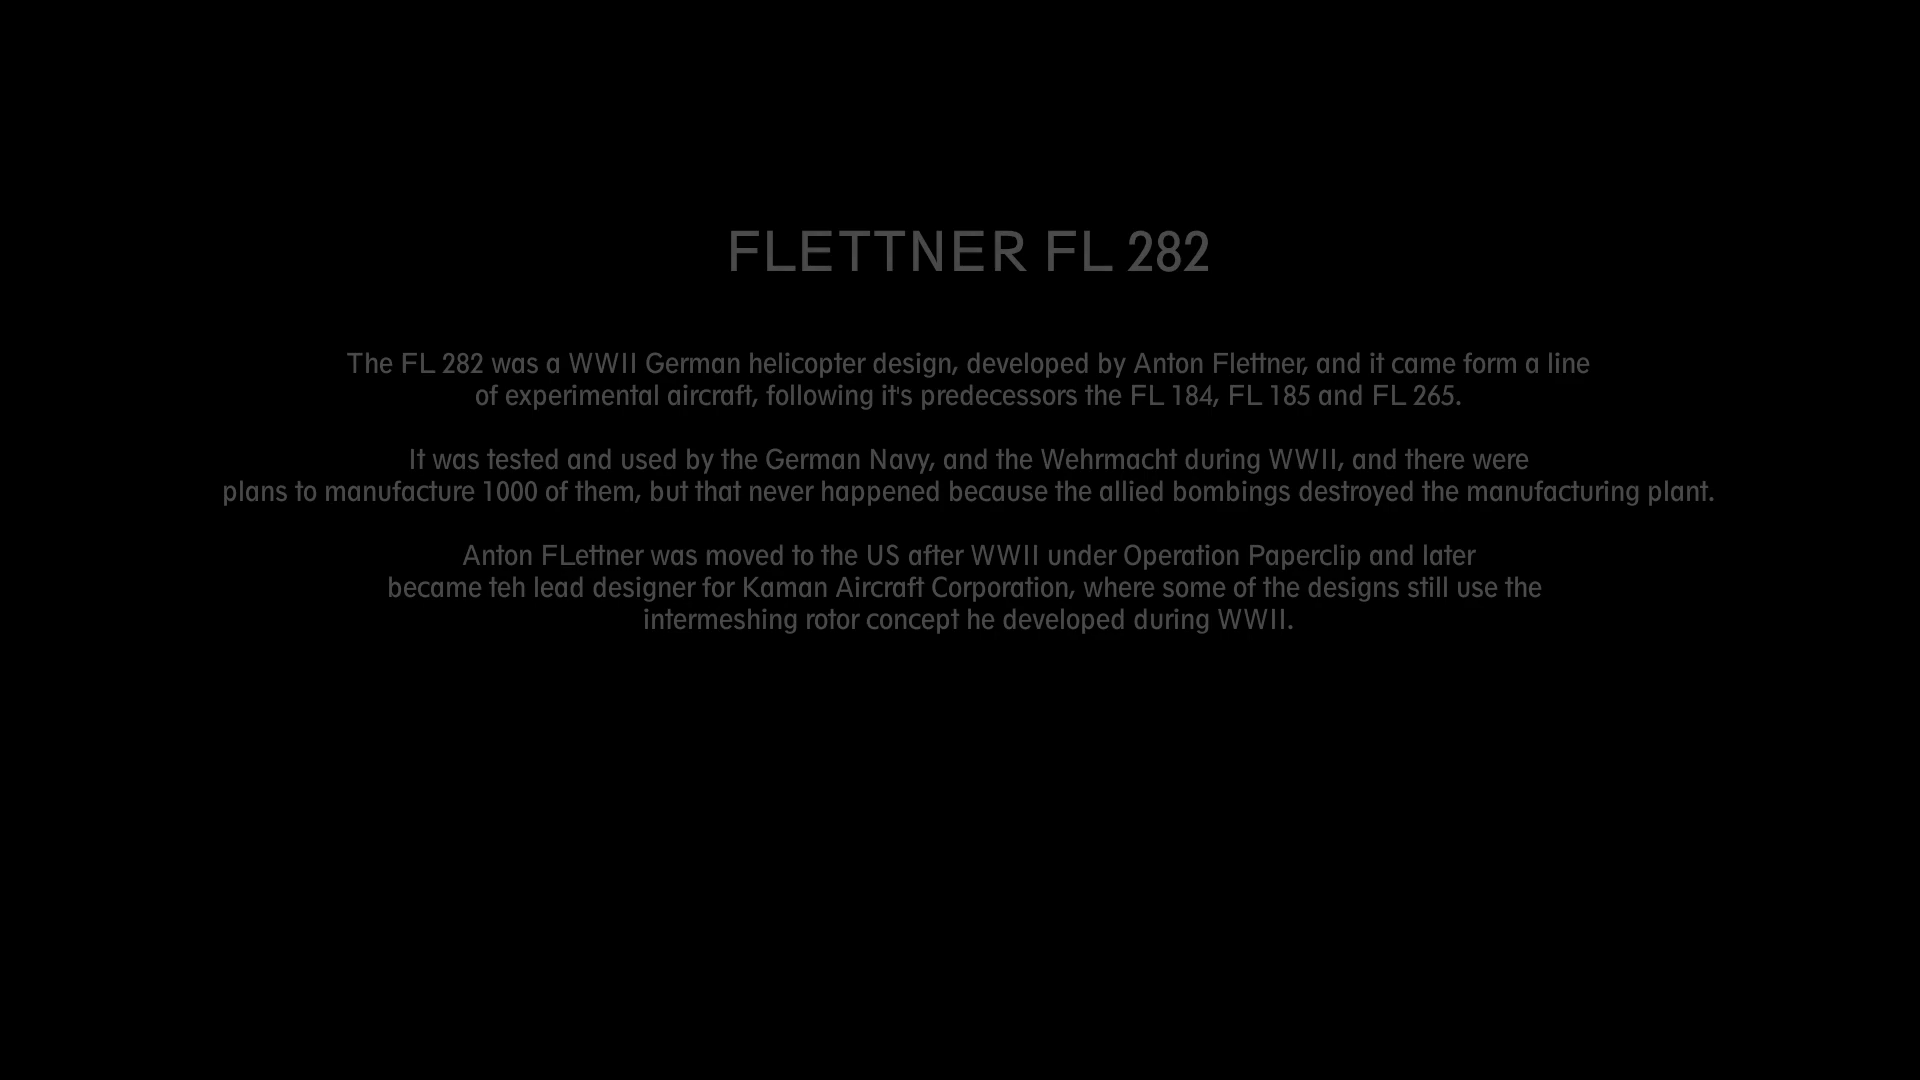 FLETTNER FL 282
The FL 282 was a WWII German helicopter design, developed by Anton Flettner, and it came form a line
of experimental aircraft, following it's predecessors the FL 184, FL 185 and FL 265.
It was tested and used by the German Navy, and the Wehrmacht during WWII, and there were
plans to manufacture 1000 of them, but that never happened because the allied bombings destroyed the manufacturing plant.
Anton FLettner was moved to the US after WWII under Operation Paperclip and later
became teh lead designer for Kaman Aircraft Corporation, where some of the designs still use the
intermeshing rotor concept he developed during WWII.